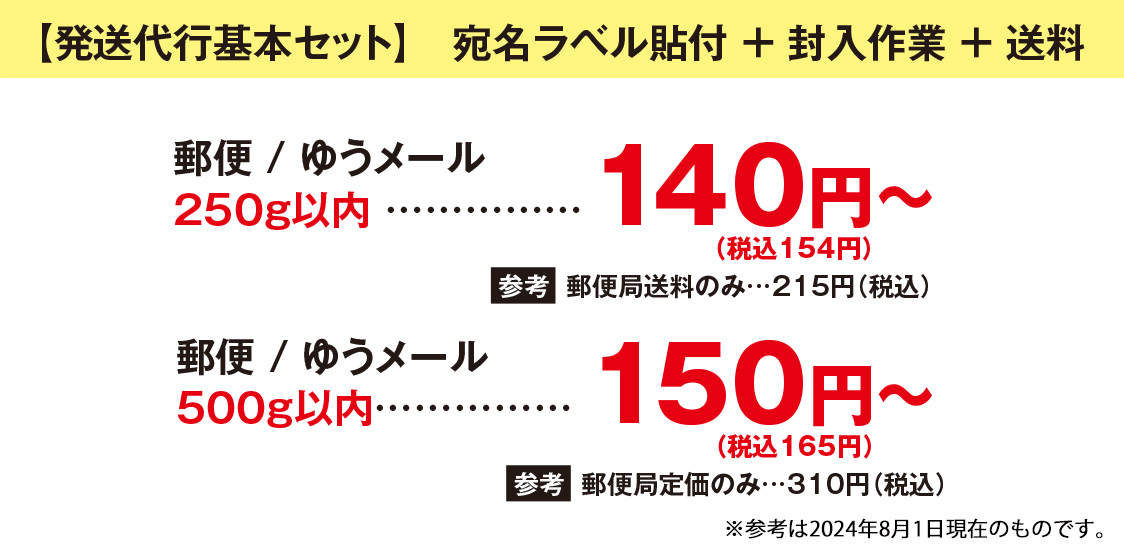 【発送代行基本セット】 宛名ラベル貼付 + 封入作業 + 送料
郵便 / ゆうメール
250g以内 ……………
140円～
（税込154円）
参考 郵便局送料のみ…215円（税込）
郵便 / ゆうメール
500g以内……………
150円～
（税込165円）
参考 郵便局定価のみ…310円（税込）
※参考は2024年8月1日現在のものです。